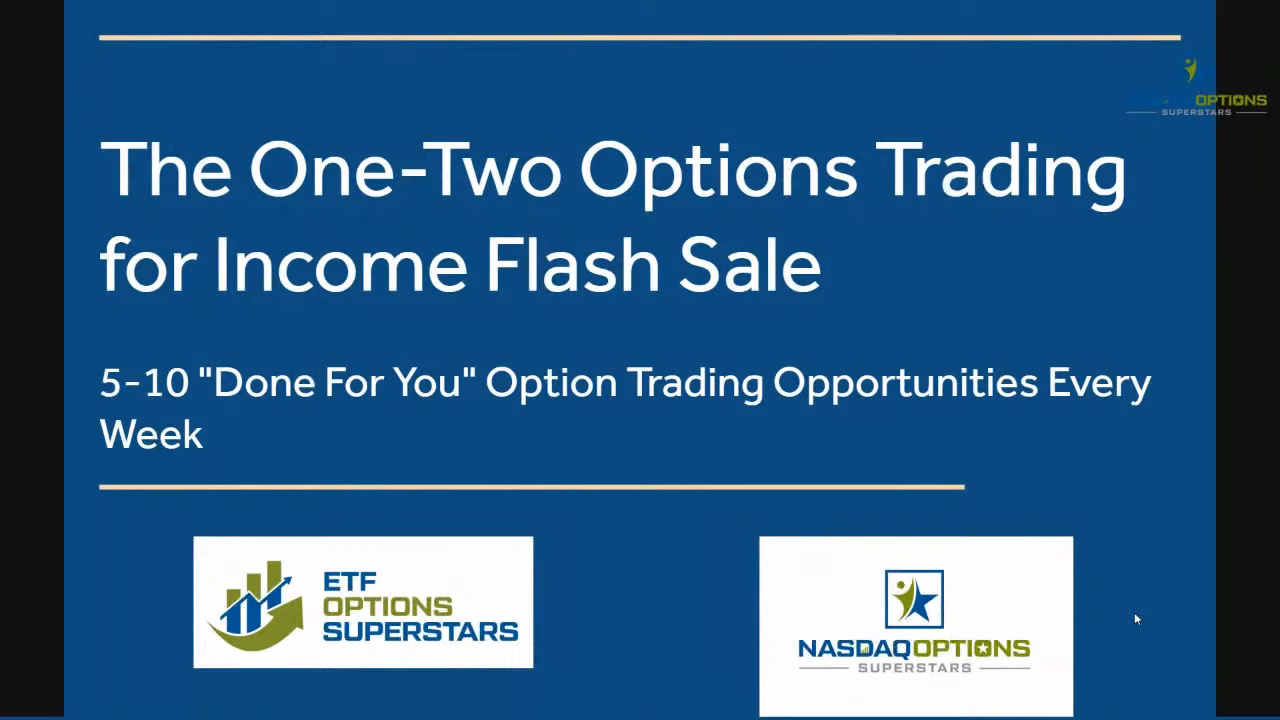 OPTIONS
SUPERSTARS
The One-Two Options Trading
for Income Flash Sale
5-10 "Done For You" Option Trading Opportunities Every
Week
ETF
OPTIONS
SUPERSTARS
NASDAQOPTIONS
SUPERSTARS